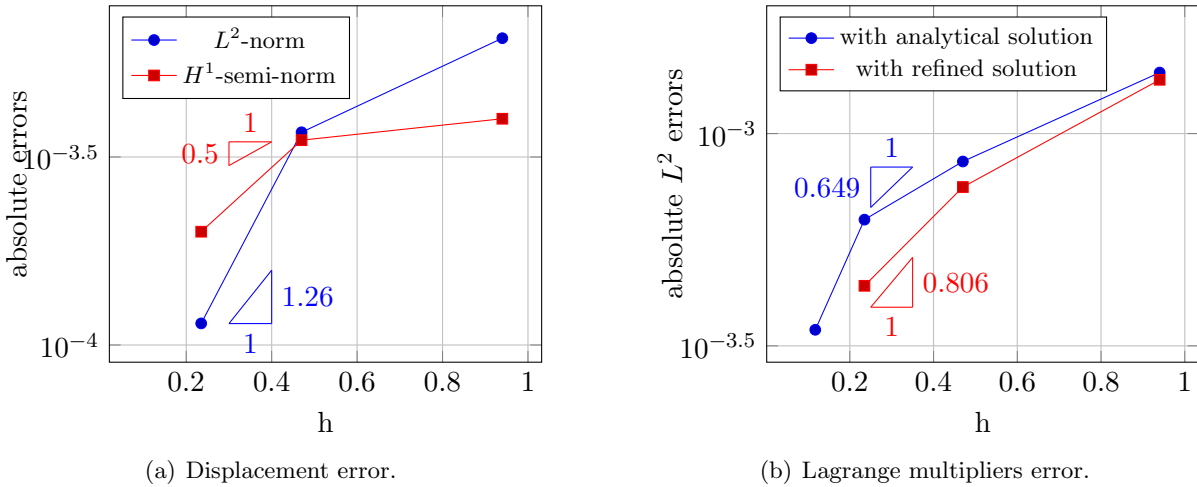 absolute errors
10^{-3.5}
10^{-4}
L^2-norm
H^1-semi-norm
1
0.5
1.26
1
0.2 0.4 0.6 0.8 1
h
(a) Displacement error.
absolute L^2 errors
10^{-3}
10^{-3.5}
with analytical solution
with refined solution
1
0.649
0.806
1
0.2 0.4 0.6 0.8 1
h
(b) Lagrange multipliers error.